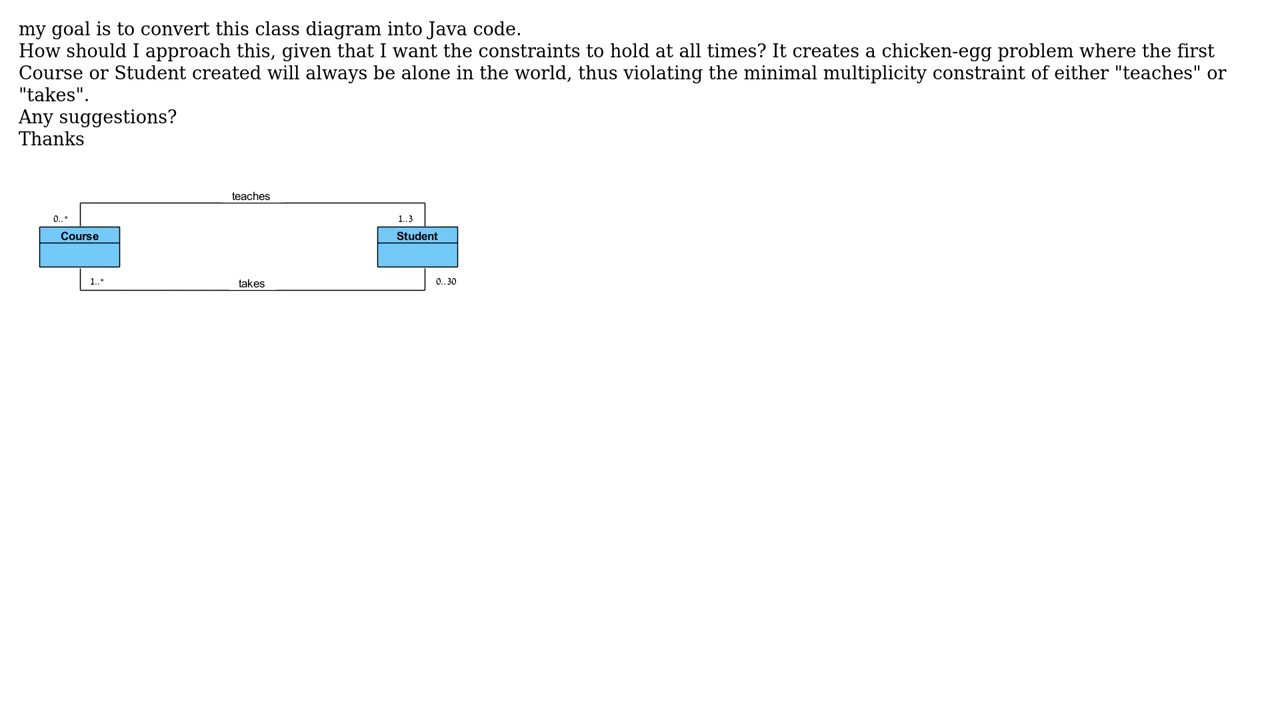 my goal is to convert this class diagram into Java code.
How should I approach this, given that I want the constraints to hold at all times? It creates a chicken-egg problem where the first
Course or Student created will always be alone in the world, thus violating the minimal multiplicity constraint of either "teaches" or
"takes".
Any suggestions?
Thanks
teaches
0..* 1..3
Course Student
1..* takes 0..30